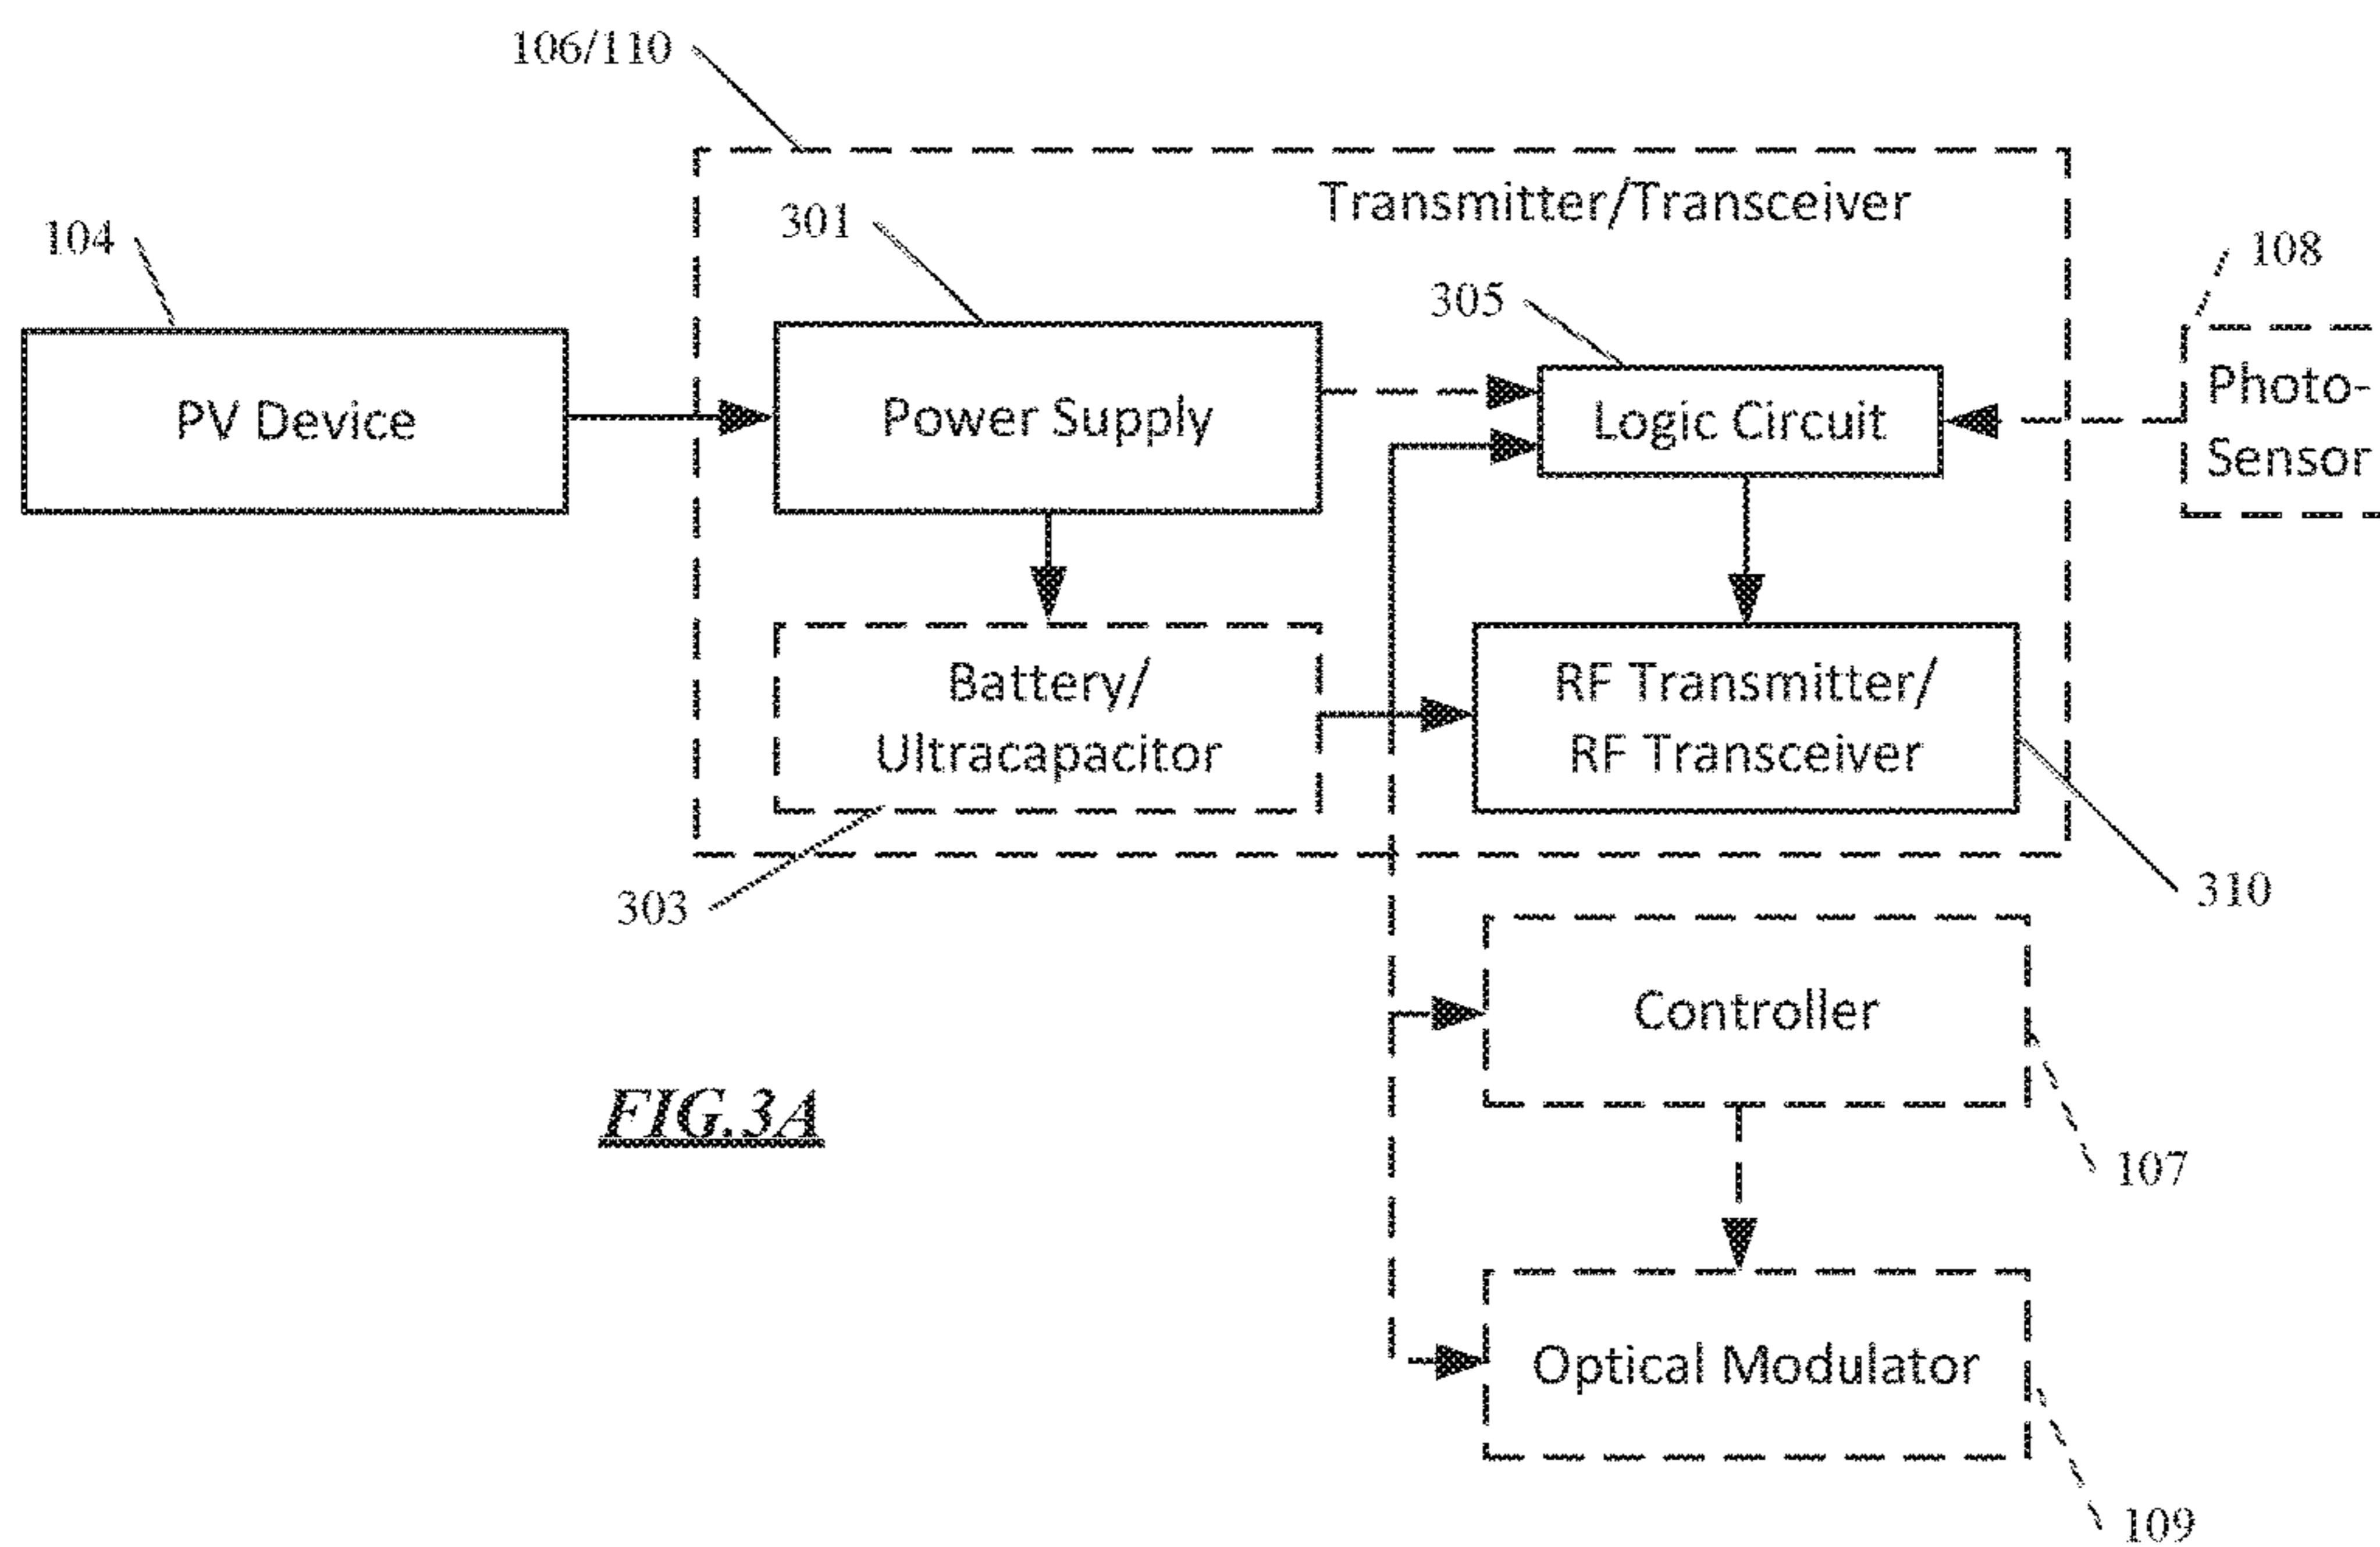 106/110
Transmitter/Transceiver
104
301
108
305
PV Device
Power Supply
Logic Circuit
Photo-
Sensor
Battery/
Ultracapacitor
RF Transmitter/
RF Transceiver
303
310
Controller
FIG.3A
107
Optical Modulator
109